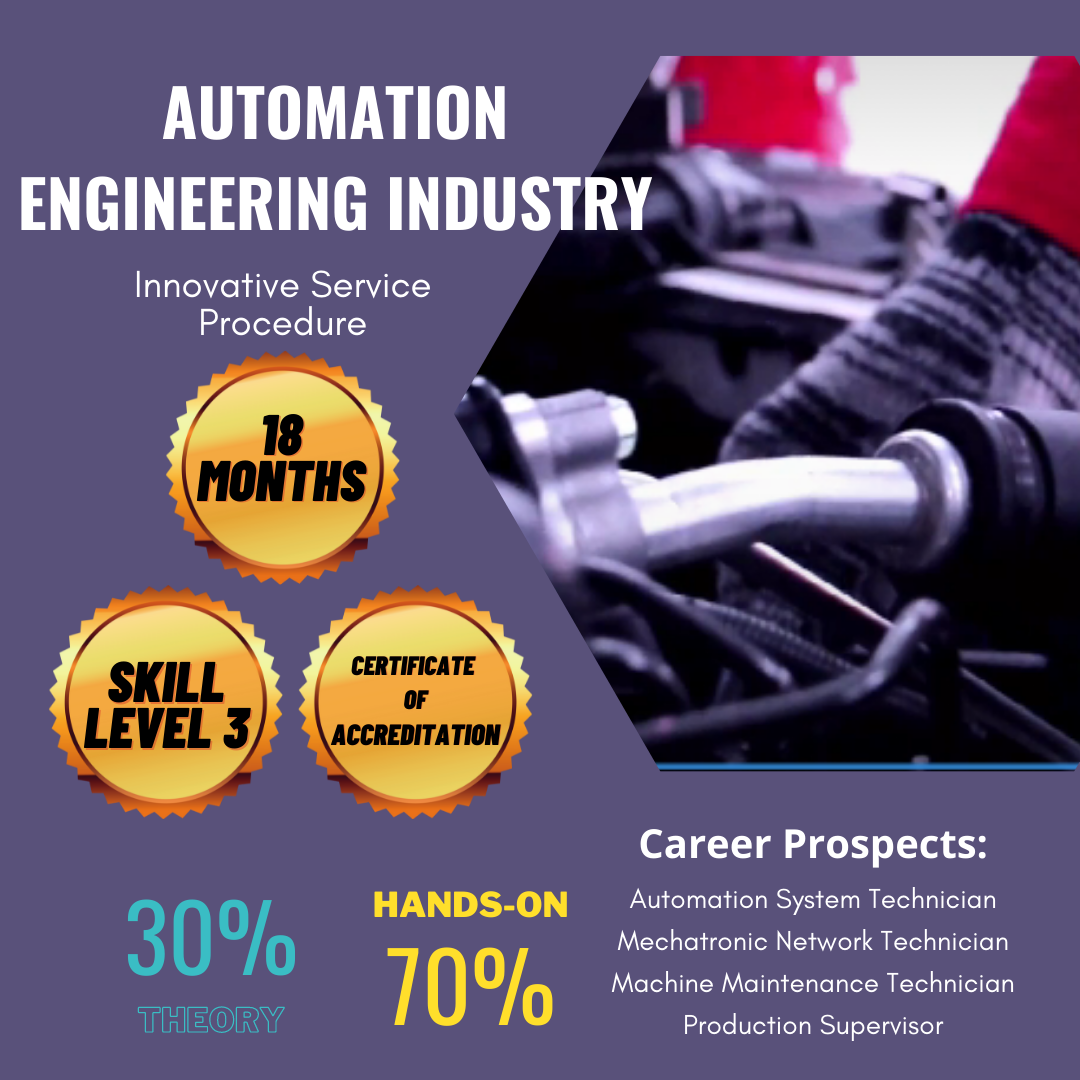 AUTOMATION
ENGINEERING INDUSTRY
Innovative Service
Procedure
18
MONTHS
SKILL
LEVEL 3
CERTIFICATE
OF
ACCREDITATION
30%
THEORY
HANDS-ON
70%
Career Prospects:
Automation System Technician
Mechatronic Network Technician
Machine Maintenance Technician
Production Supervisor